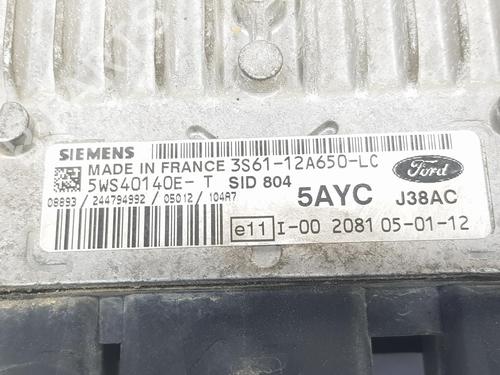 SIEMENS
MADE IN FRANCE 3S61-12A650-LC
5WS40140E- T SID 804
Ford
08893 / 244794992 / 05012 / 104A7
5AYC J38AC
e11 I-00 2081 05-01-12